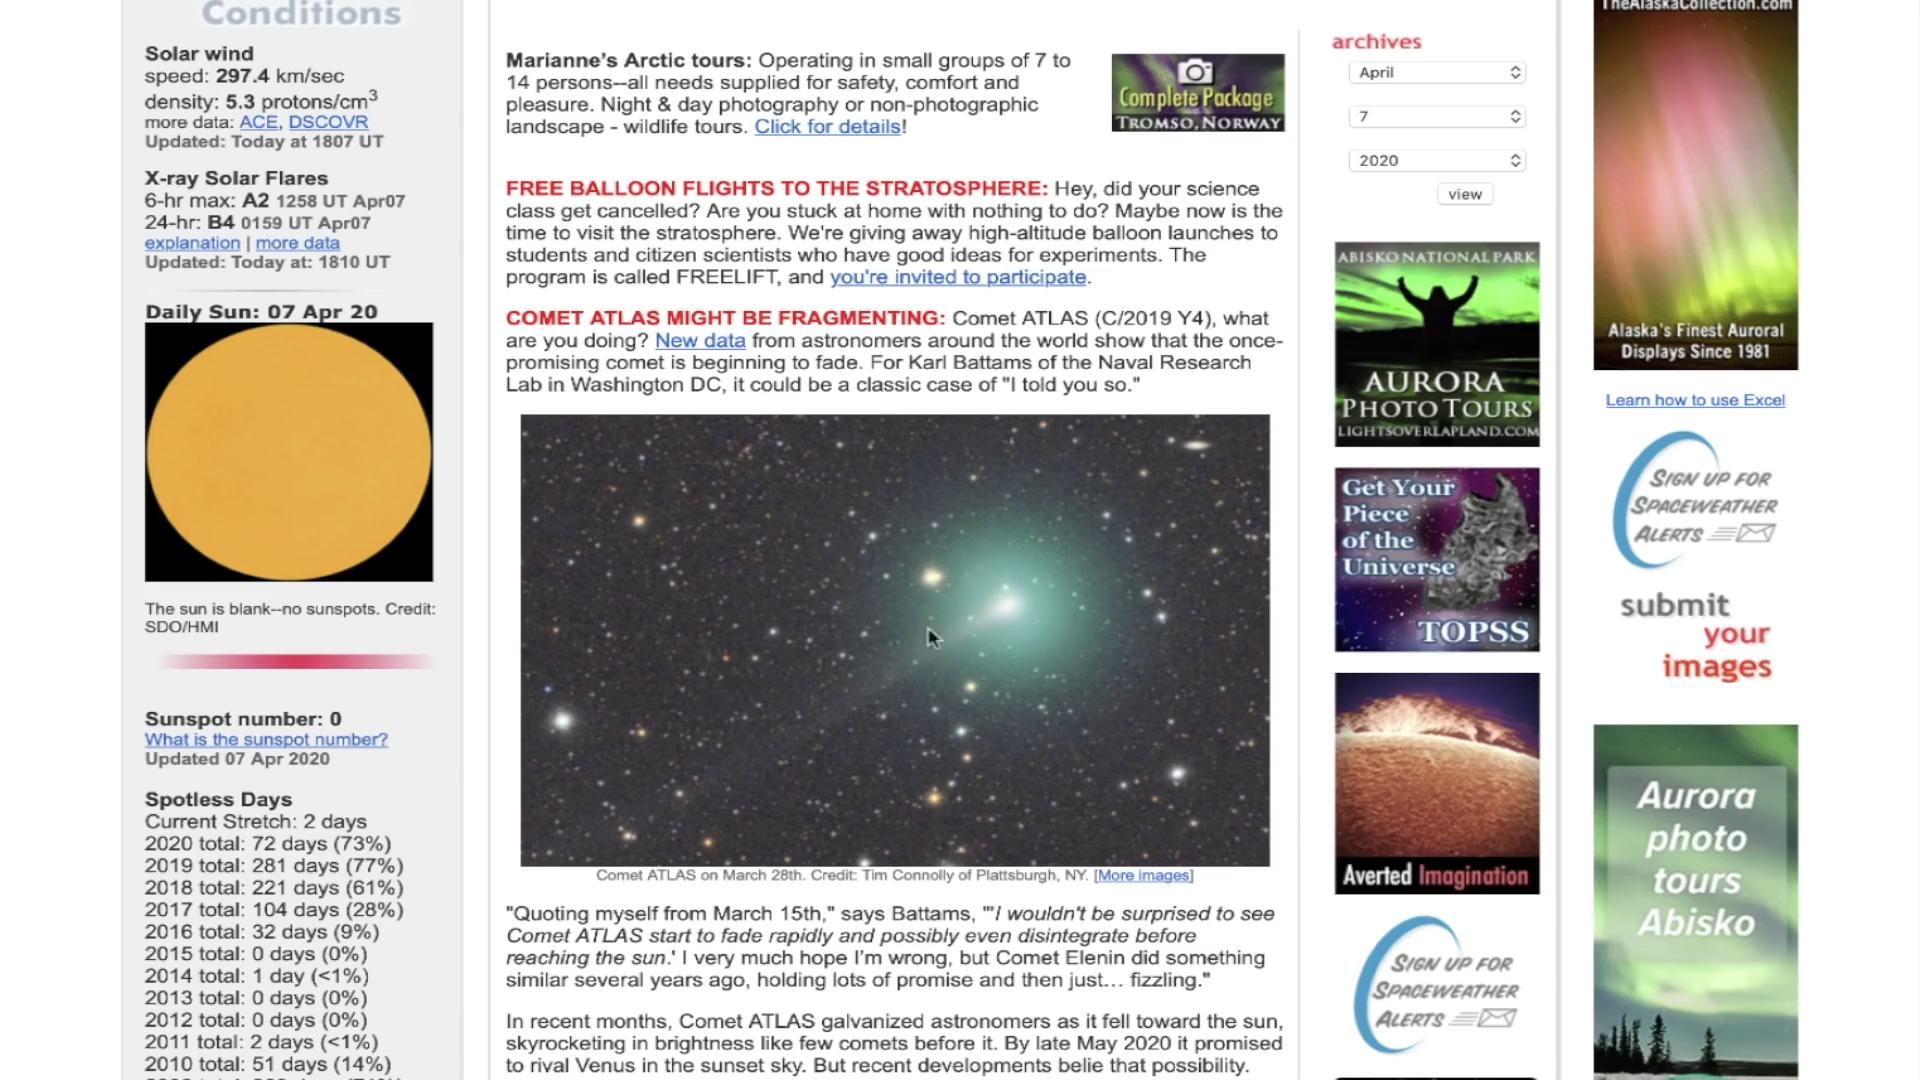 Conditions
Solar wind
speed: 297.4 km/sec
density: 5.3 protons/cm3
more data: ACE, DSCOVR
Updated: Today at 1807 UT
X-ray Solar Flares
6-hr max: A2 1258 UT Apr07
24-hr: B4 0159 UT Apr07
explanation | more data
Updated: Today at: 1810 UT
Daily Sun: 07 Apr 20
The sun is blank--no sunspots. Credit:
SDO/HMI
Sunspot number: 0
What is the sunspot number?
Updated 07 Apr 2020
Spotless Days
Current Stretch: 2 days
2020 total: 72 days (73%)
2019 total: 281 days (77%)
2018 total: 221 days (61%)
2017 total: 104 days (28%)
2016 total: 32 days (9%)
2015 total: 0 days (0%)
2014 total: 1 day (<1%)
2013 total: 0 days (0%)
2012 total: 0 days (0%)
2011 total: 2 days (<1%)
2010 total: 51 days (14%)
Marianne's Arctic tours: Operating in small groups of 7 to
14 persons--all needs supplied for safety, comfort and
pleasure. Night & day photography or non-photographic
landscape - wildlife tours. Click for details!
Complete Package
TROMSO, NORWAY
FREE BALLOON FLIGHTS TO THE STRATOSPHERE: Hey, did your science
class get cancelled? Are you stuck at home with nothing to do? Maybe now is the
time to visit the stratosphere. We're giving away high-altitude balloon launches to
students and citizen scientists who have good ideas for experiments. The
program is called FREELIFT, and you're invited to participate.
COMET ATLAS MIGHT BE FRAGMENTING: Comet ATLAS (C/2019 Y4), what
are you doing? New data from astronomers around the world show that the once-
promising comet is beginning to fade. For Karl Battams of the Naval Research
Lab in Washington DC, it could be a classic case of "I told you so."
Comet ATLAS on March 28th. Credit: Tim Connolly of Plattsburgh, NY. [More images]
"Quoting myself from March 15th," says Battams, "'I wouldn't be surprised to see
Comet ATLAS start to fade rapidly and possibly even disintegrate before
reaching the sun.' I very much hope I'm wrong, but Comet Elenin did something
similar several years ago, holding lots of promise and then just... fizzling."
In recent months, Comet ATLAS galvanized astronomers as it fell toward the sun,
skyrocketing in brightness like few comets before it. By late May 2020 it promised
to rival Venus in the sunset sky. But recent developments belie that possibility.
archives
April
7
2020
view
ABISKO NATIONAL PARK
AURORA
PHOTO TOURS
LIGHTSOVERLAPLAND.COM
Get Your
Piece
of the
Universe
TOPSS
Averted Imagination
SIGN UP FOR
SPACEWEATHER
ALERTS
TheAlaskaCollection.com
Alaska's Finest Auroral
Displays Since 1981
Learn how to use Excel
SIGN UP FOR
SPACEWEATHER
ALERTS
submit
your
images
Aurora
photo
tours
Abisko